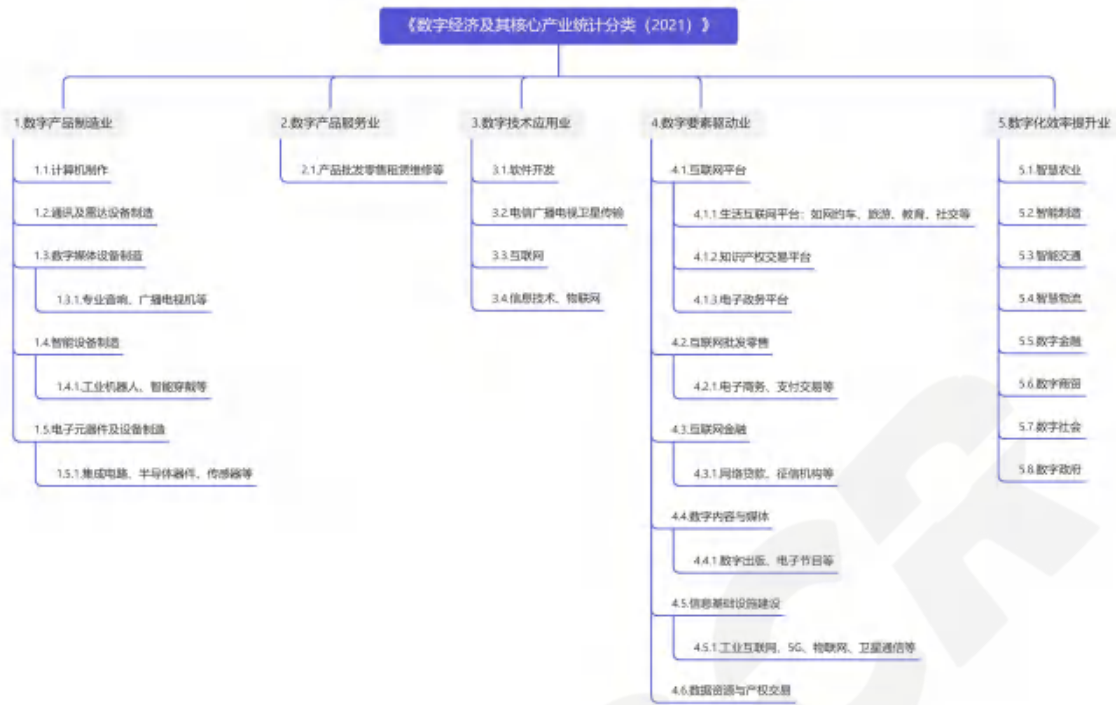 《数字经济及其核心产业统计分类（2021）》
1.数字产品制造业
1.1.计算机制作
1.2.通讯及雷达设备制造
1.3.数字媒体设备制造
1.3.1.专业音响、广播电视机等
1.4.智能设备制造
1.4.1.工业机器人、智能穿戴等
1.5.电子元器件及设备制造
1.5.1.集成电路、半导体器件、传感器等
2.数字产品服务业
2.1.产品批发零售租赁维修等
3.数字技术应用业
3.1.软件开发
3.2.电信广播电视卫星传输
3.3.互联网
3.4.信息技术、物联网
4.数字要素驱动业
4.1.互联网平台
4.1.1.生活互联网平台：如网约车、旅游、教育、社交等
4.1.2.知识产权交易平台
4.1.3.电子政务平台
4.2.互联网批发零售
4.2.1.电子商务、支付交易等
4.3.互联网金融
4.3.1.网络贷款、征信机构等
4.4.数字内容与媒体
4.4.1.数字出版、电子节目等
4.5.信息基础设施建设
4.5.1.工业互联网、5G、物联网、卫星通信等
4.6.数据资源与产权交易
5.数字化效率提升业
5.1.智慧农业
5.2.智能制造
5.3.智能交通
5.4.智慧物流
5.5.数字金融
5.6.数字商贸
5.7.数字社会
5.8.数字政府
CR